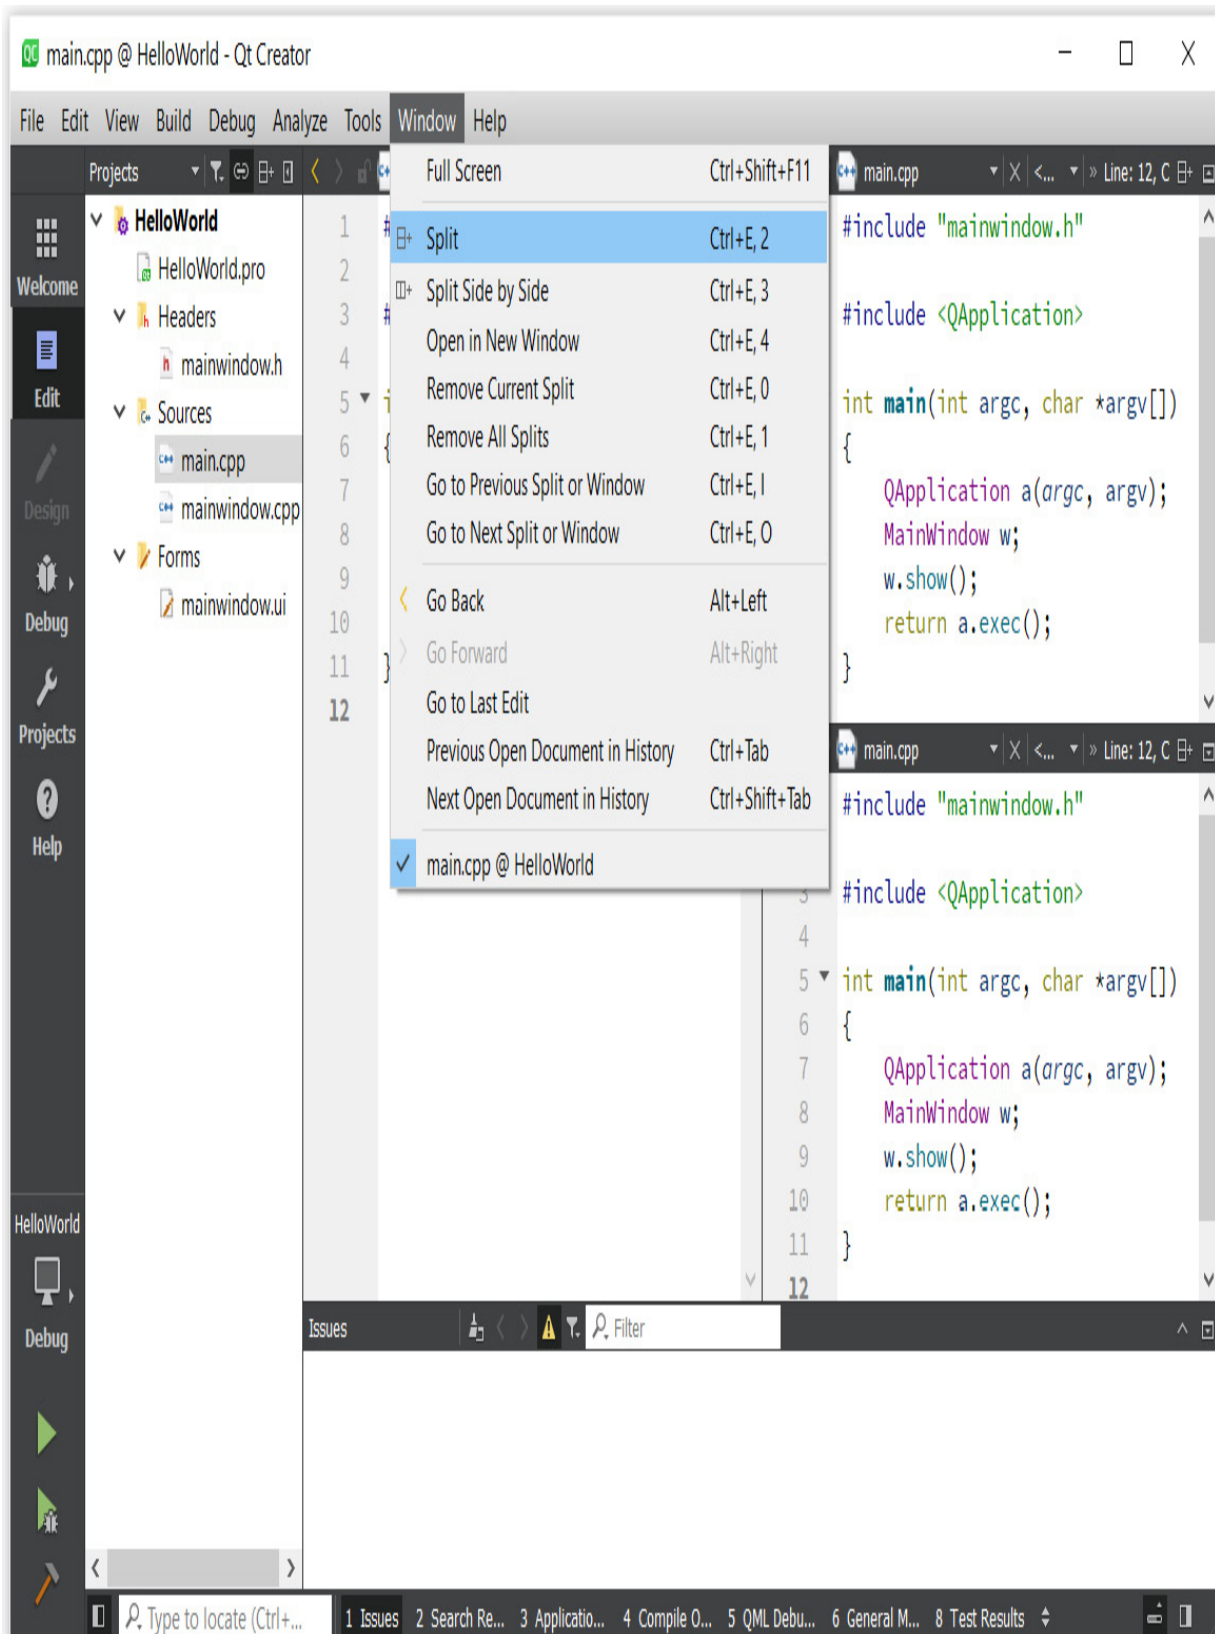 main.cpp @ HelloWorld - Qt Creator
File Edit View Build Debug Analyze Tools Window Help
Projects
Welcome
Edit
Design
Debug
Projects
Help
HelloWorld
Debug
HelloWorld
HelloWorld.pro
Headers
mainwindow.h
Sources
main.cpp
mainwindow.cpp
Forms
mainwindow.ui
1
2
3
4
5
6 {
7
8
9
10
11 }
12
Full Screen Ctrl+Shift+F11
Split Ctrl+E, 2
Split Side by Side Ctrl+E, 3
Open in New Window Ctrl+E, 4
Remove Current Split Ctrl+E, 0
Remove All Splits Ctrl+E, 1
Go to Previous Split or Window Ctrl+E, I
Go to Next Split or Window Ctrl+E, O
Go Back Alt+Left
Go Forward Alt+Right
Go to Last Edit
Previous Open Document in History Ctrl+Tab
Next Open Document in History Ctrl+Shift+Tab
main.cpp @ HelloWorld
main.cpp <... » Line: 12, C
#include "mainwindow.h"
#include <QApplication>
int main(int argc, char *argv[])
{
QApplication a(argc, argv);
MainWindow w;
w.show();
return a.exec();
}
main.cpp <... » Line: 12, C
#include "mainwindow.h"
3 #include <QApplication>
4
5 int main(int argc, char *argv[])
6 {
7 QApplication a(argc, argv);
8 MainWindow w;
9 w.show();
10 return a.exec();
11 }
12
Issues Filter
Type to locate (Ctrl+... 1 Issues 2 Search Re... 3 Applicatio... 4 Compile O... 5 QML Debu... 6 General M... 8 Test Results